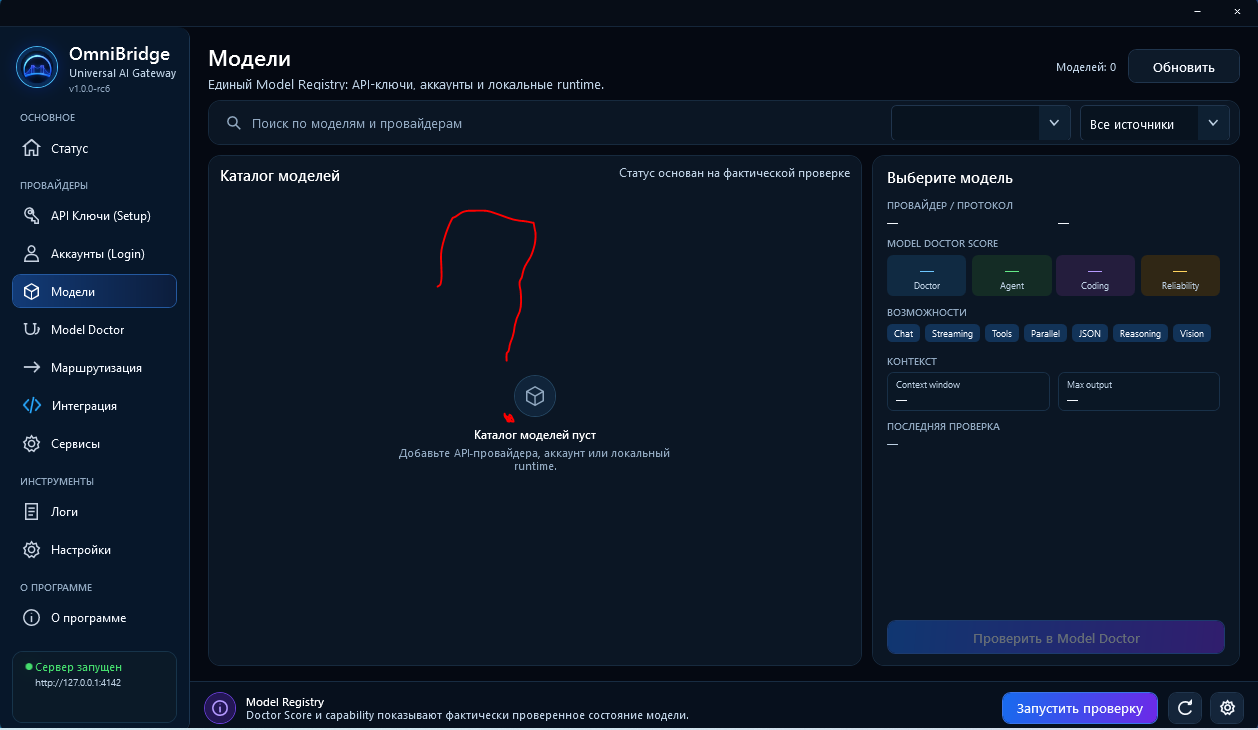 OmniBridge
Universal AI Gateway
v1.0.0-rc6
ОСНОВНОЕ
Статус
ПРОВАЙДЕРЫ
API Ключи (Setup)
Аккаунты (Login)
Модели
Model Doctor
Маршрутизация
Интеграция
Сервисы
ИНСТРУМЕНТЫ
Логи
Настройки
О ПРОГРАММЕ
О программе
Сервер запущен
http://127.0.0.1:4142
Модели
Единый Model Registry: API-ключи, аккаунты и локальные runtime.
Моделей: 0
Обновить
Поиск по моделям и провайдерам
Все источники
Каталог моделей
Статус основан на фактической проверке
?
Каталог моделей пуст
Добавьте API-провайдера, аккаунт или локальный
runtime.
Выберите модель
ПРОВАЙДЕР / ПРОТОКОЛ
— —
MODEL DOCTOR SCORE
— — — —
Doctor Agent Coding Reliability
ВОЗМОЖНОСТИ
Chat Streaming Tools Parallel JSON Reasoning Vision
КОНТЕКСТ
Context window Max output
— —
ПОСЛЕДНЯЯ ПРОВЕРКА
—
Проверить в Model Doctor
Model Registry
Doctor Score и capability показывают фактически проверенное состояние модели.
Запустить проверку